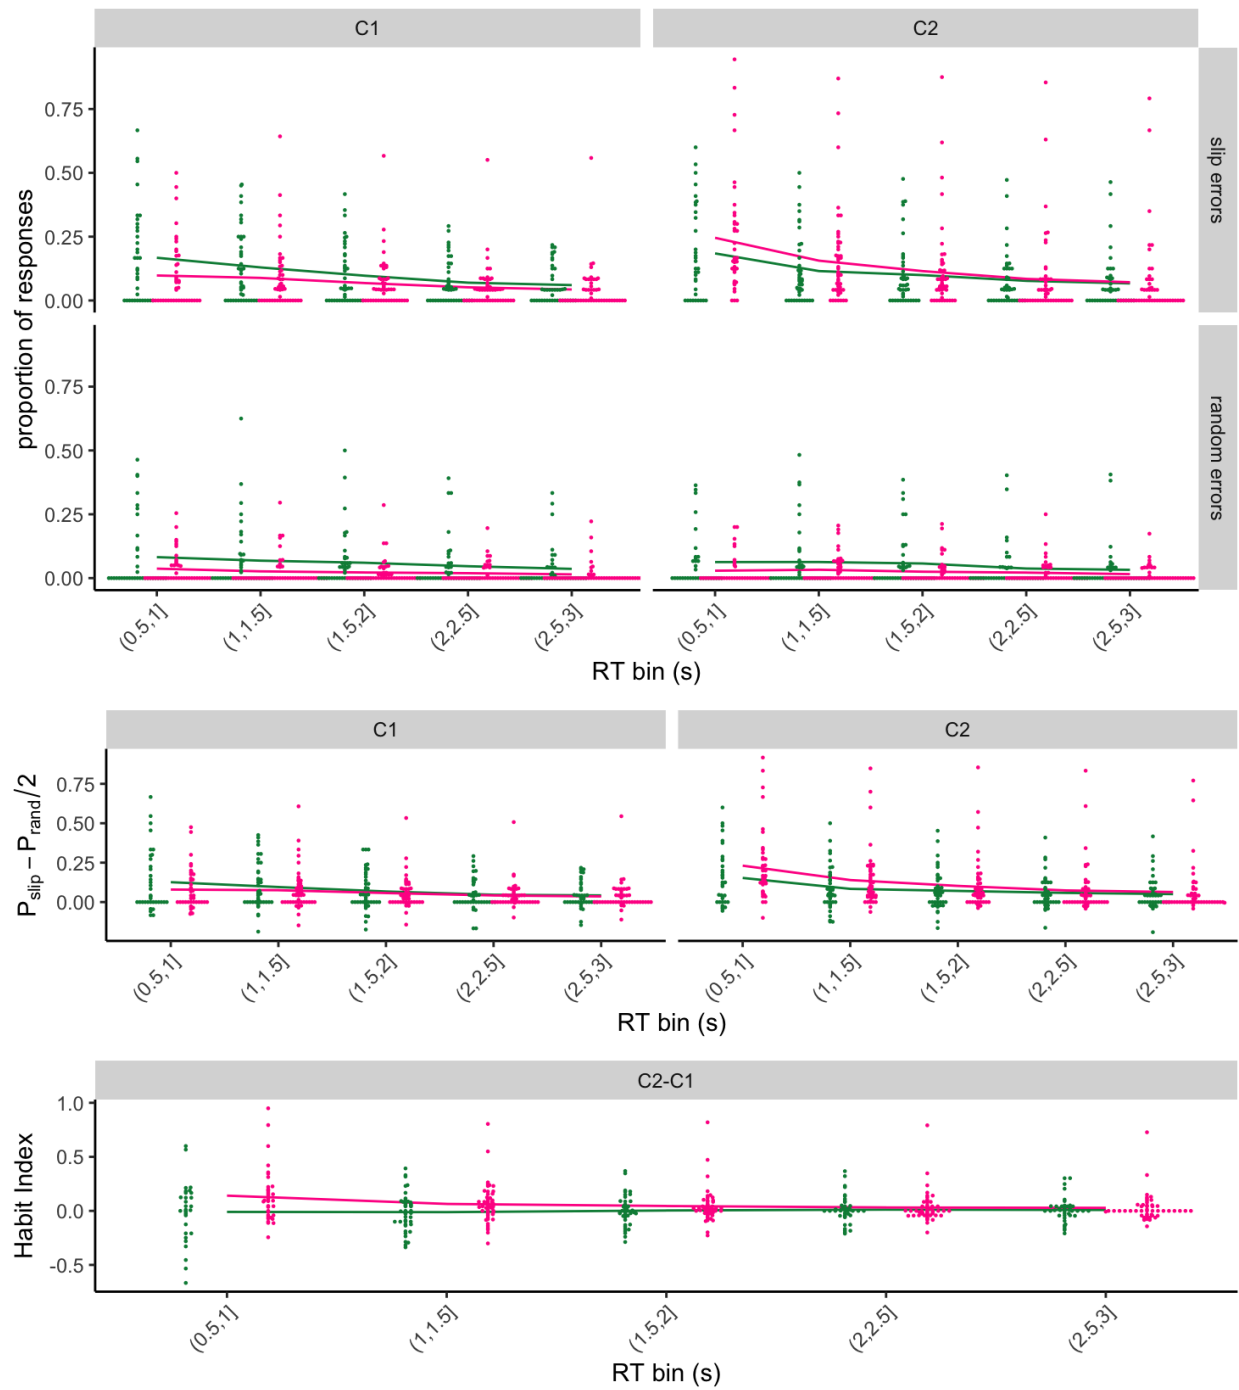 C1 C2
0.75
0.50
0.25
0.00
slip errors
proportion of responses
0.75
0.50
0.25
0.00
random errors
(0.5,1] (1,1.5] (1.5,2] (2,2.5] (2.5,3] (0.5,1] (1,1.5] (1.5,2] (2,2.5] (2.5,3]
RT bin (s)
C1 C2
Pslip − Prand/2
0.75
0.50
0.25
0.00
(0.5,1] (1,1.5] (1.5,2] (2,2.5] (2.5,3] (0.5,1] (1,1.5] (1.5,2] (2,2.5] (2.5,3]
RT bin (s)
C2-C1
Habit Index
1.0
0.5
0.0
-0.5
(0.5,1] (1,1.5] (1.5,2] (2,2.5] (2.5,3]
RT bin (s)